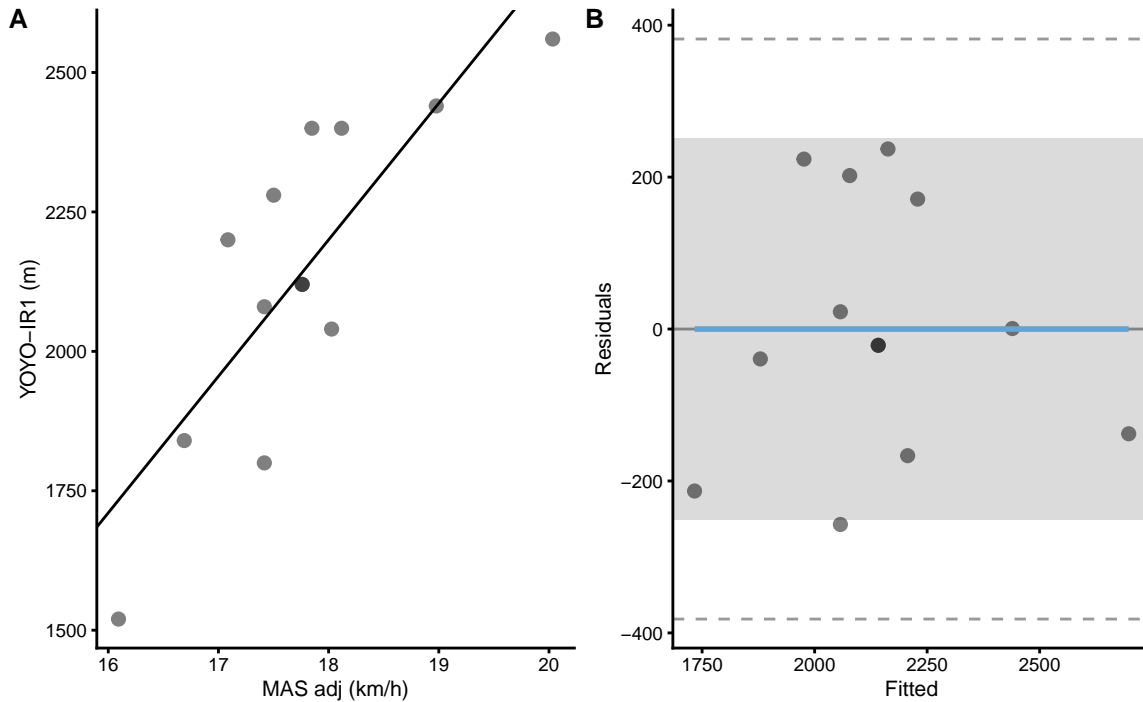 A
YOYO−IR1 (m)
2500
2250
2000
1750
1500
16 17 18 19 20
MAS adj (km/h)
B
Residuals
400
200
0
−200
−400
1750 2000 2250 2500
Fitted